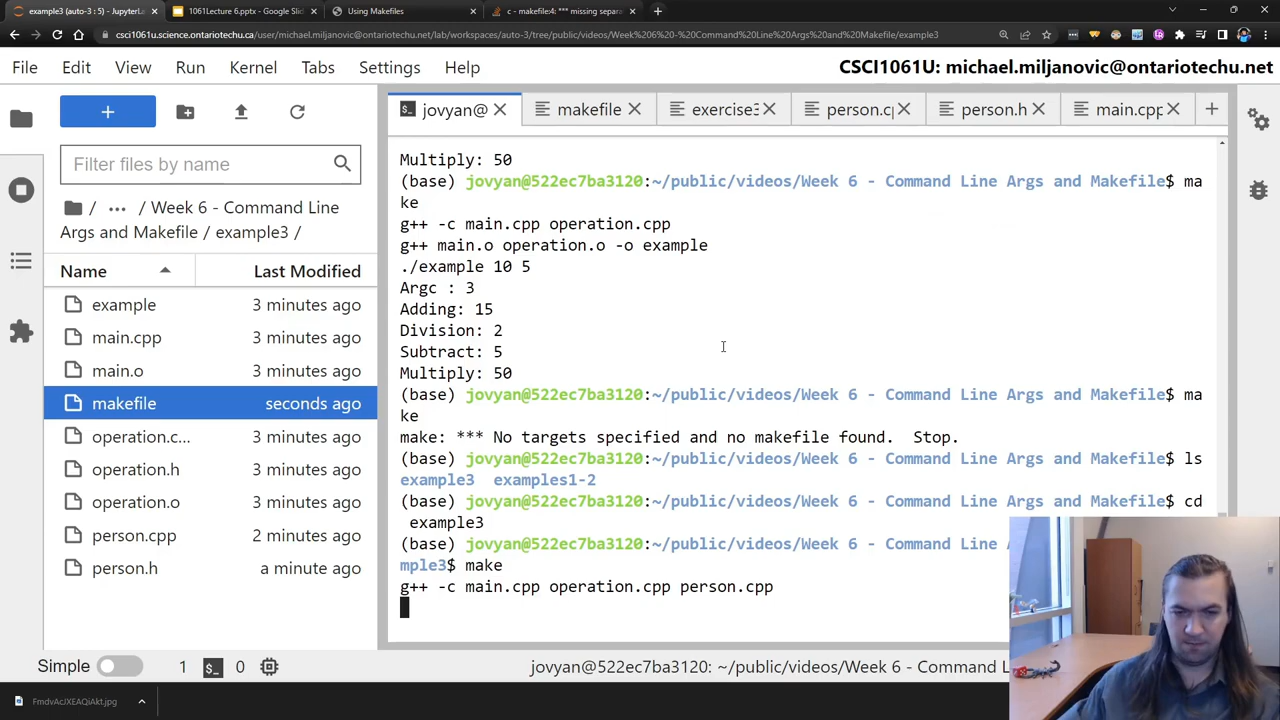 example3 (auto-3 : 5) - JupyterLa
1061Lecture 6.pptx - Google Slid
Using Makefiles
c - makefile4: *** missing separa
csci1061u.science.ontariotechu.ca/user/michael.miljanovic@ontariotechu.net/lab/workspaces/auto-3/tree/public/videos/Week%206%20-%20Command%20Line%20Args%20and%20Makefile/example3
File Edit View Run Kernel Tabs Settings Help
CSCI1061U: michael.miljanovic@ontariotechu.net
jovyan@
makefile
exercise3
person.c
person.h
main.cpp
Filter files by name
/ ... / Week 6 - Command Line
Args and Makefile / example3 /
Name Last Modified
example 3 minutes ago
main.cpp 3 minutes ago
main.o 3 minutes ago
makefile seconds ago
operation.c... 3 minutes ago
operation.h 3 minutes ago
operation.o 3 minutes ago
person.cpp 2 minutes ago
person.h a minute ago
Multiply: 50
(base) jovyan@522ec7ba3120:~/public/videos/Week 6 - Command Line Args and Makefile$ ma
ke
g++ -c main.cpp operation.cpp
g++ main.o operation.o -o example
./example 10 5
Argc : 3
Adding: 15
Division: 2
Subtract: 5
Multiply: 50
(base) jovyan@522ec7ba3120:~/public/videos/Week 6 - Command Line Args and Makefile$ ma
ke
make: *** No targets specified and no makefile found.  Stop.
(base) jovyan@522ec7ba3120:~/public/videos/Week 6 - Command Line Args and Makefile$ ls
example3  examples1-2
(base) jovyan@522ec7ba3120:~/public/videos/Week 6 - Command Line Args and Makefile$ cd
example3
(base) jovyan@522ec7ba3120:~/public/videos/Week 6 - Command Line
mple3$ make
g++ -c main.cpp operation.cpp person.cpp
Simple 1 $_ 0
jovyan@522ec7ba3120: ~/public/videos/Week 6 - Command L
FmdvAcJXEAQiAkt.jpg